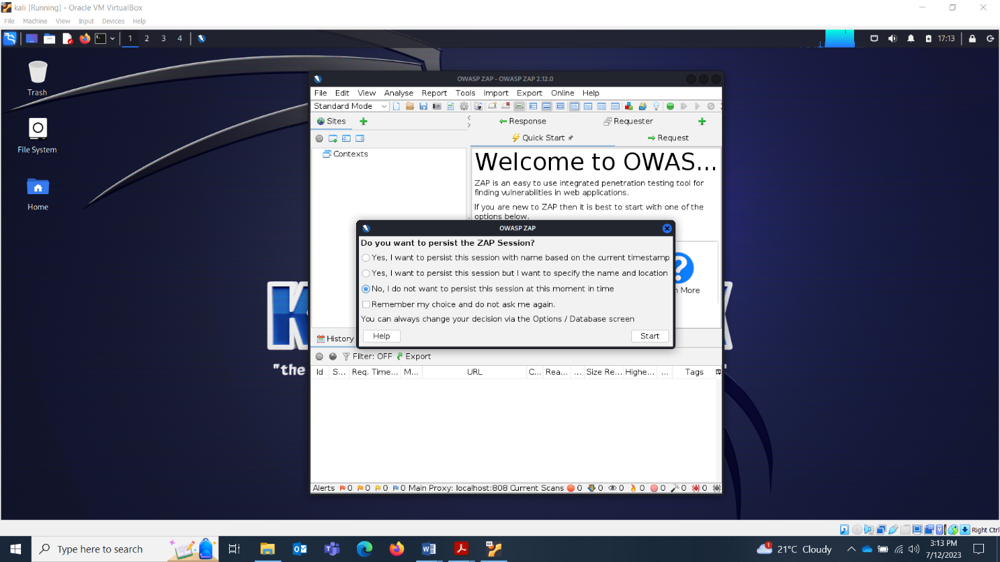 kali [Running] - Oracle VM VirtualBox
File Machine View Input Devices Help
1 2 3 4
17:13
Trash
File System
Home
OWASP ZAP - OWASP ZAP 2.12.0
File Edit View Analyse Report Tools Import Export Online Help
Standard Mode
Sites
Response
Requester
Quick Start
Request
Contexts
Welcome to OWAS...
ZAP is an easy to use integrated penetration testing tool for
finding vulnerabilities in web applications.
If you are new to ZAP then it is best to start with one of the
options below.
More
OWASP ZAP
Do you want to persist the ZAP Session?
Yes, I want to persist this session with name based on the current timestamp
Yes, I want to persist this session but I want to specify the name and location
No, I do not want to persist this session at this moment in time
Remember my choice and do not ask me again.
You can always change your decision via the Options / Database screen
Help
Start
History
Filter: OFF Export
"the
Id S... Req. Time... M... URL C... Rea... ... Size Re... Highe... ... Tags
Alerts 0 0 0 0 Main Proxy: localhost:808 Current Scans 0 0 0 0 0 0 0
Right Ctrl
Type here to search
1
21°C Cloudy
3:13 PM
7/12/2023